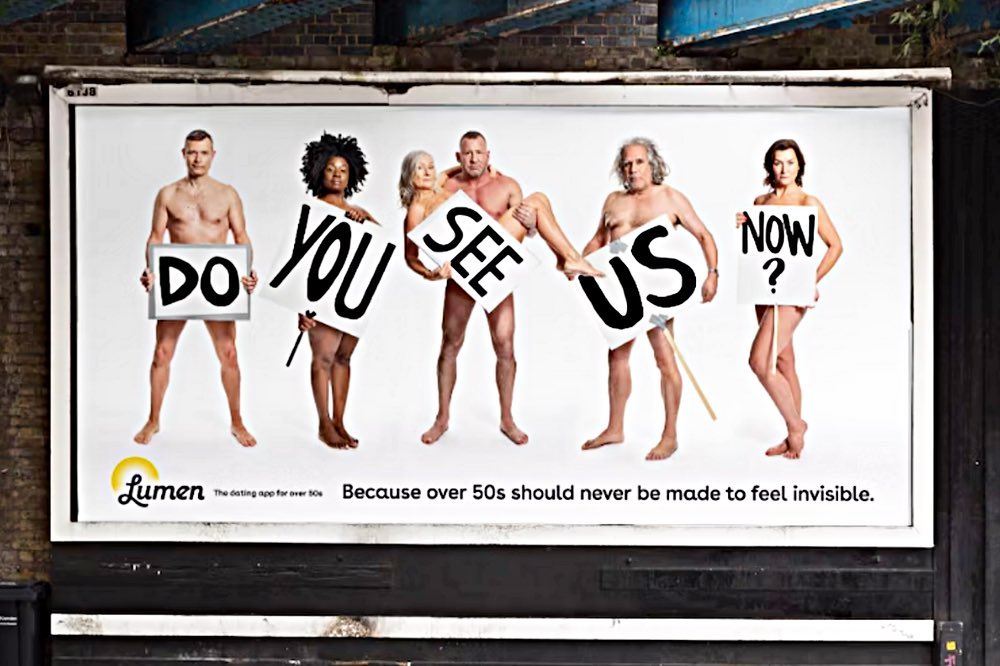 DO
YOU
SEE
US
NOW
?
Lumen
The dating app for over 50s
Because over 50s should never be made to feel invisible.